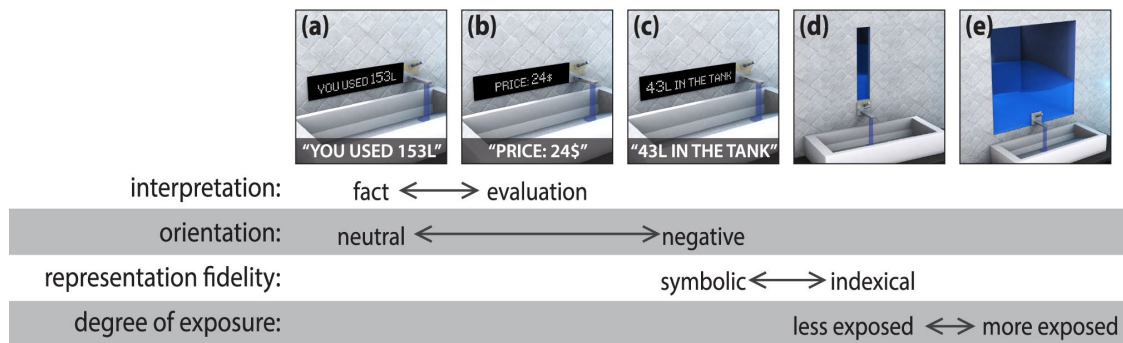 (a) (b) (c) (d) (e)
YOU USED 153L
PRICE: 24$
43L IN THE TANK
"YOU USED 153L" "PRICE: 24$" "43L IN THE TANK"
interpretation: fact evaluation
orientation: neutral negative
representation fidelity: symbolic indexical
degree of exposure: less exposed more exposed